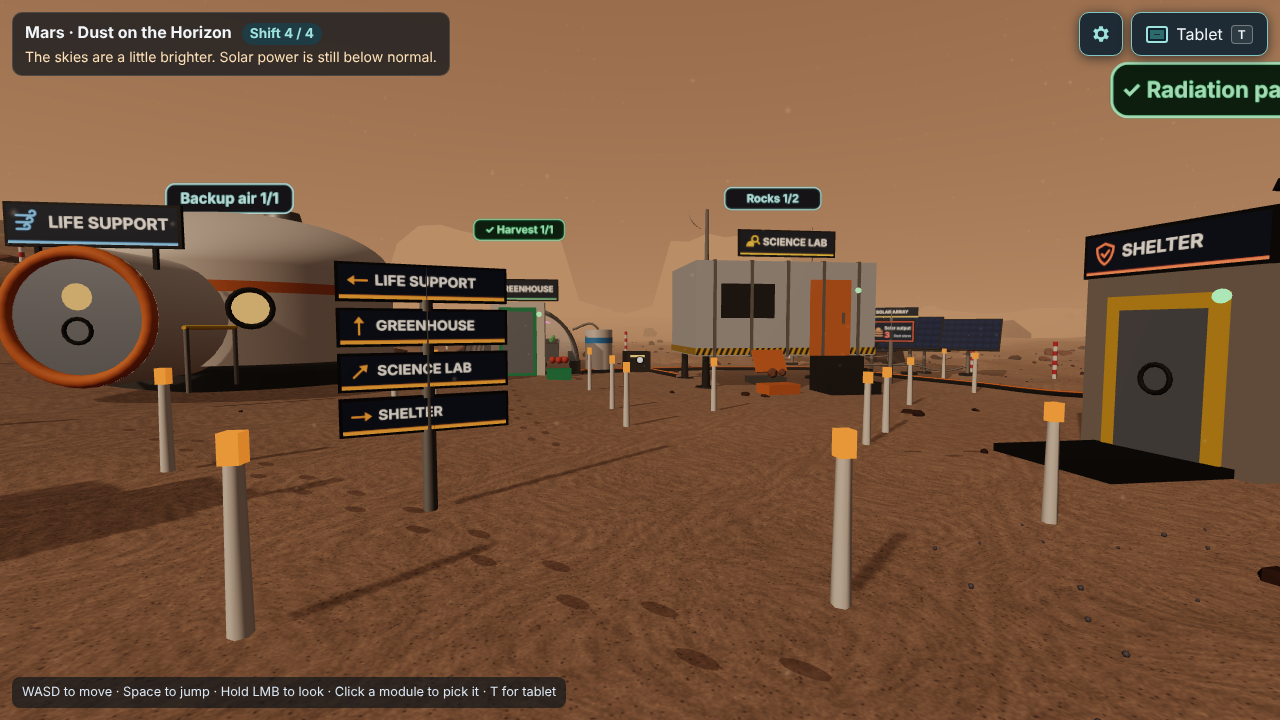 Mars · Dust on the Horizon Shift 4 / 4
The skies are a little brighter. Solar power is still below normal.
Tablet T
✓ Radiation pa
Backup air 1/1
Rocks 1/2
LIFE SUPPORT
✓ Harvest 1/1
SCIENCE LAB
SHELTER
← LIFE SUPPORT
↑ GREENHOUSE
↗ SCIENCE LAB
→ SHELTER
REENHOUSE
SOLAR ARRAY
Solar output
3
WASD to move · Space to jump · Hold LMB to look · Click a module to pick it · T for tablet